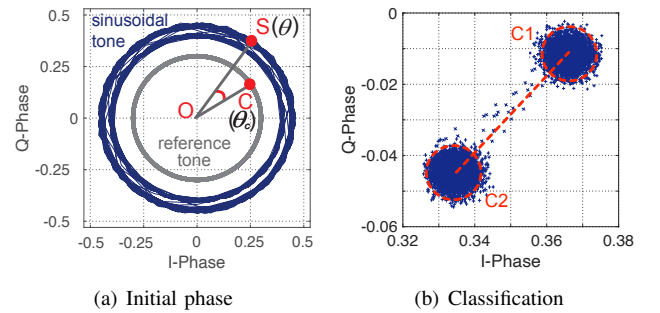 sinusoidal
tone
S(θ)
O
C
(θc)
reference
tone
0.5
0.25
0
-0.25
-0.5
Q-Phase
-0.5 -0.25 0 0.25 0.5
I-Phase
(a) Initial phase
C1
C2
0
-0.02
-0.04
-0.06
Q-Phase
0.32 0.34 0.36 0.38
I-Phase
(b) Classification